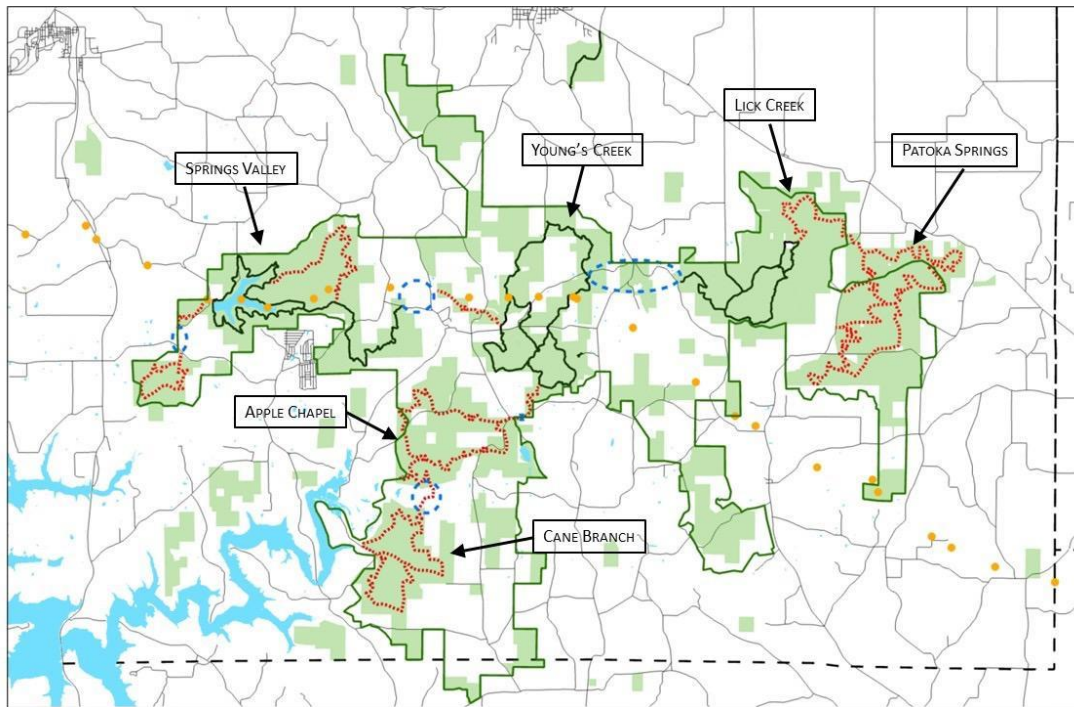 LICK CREEK
YOUNG'S CREEK
PATOKA SPRINGS
SPRINGS VALLEY
APPLE CHAPEL
CANE BRANCH